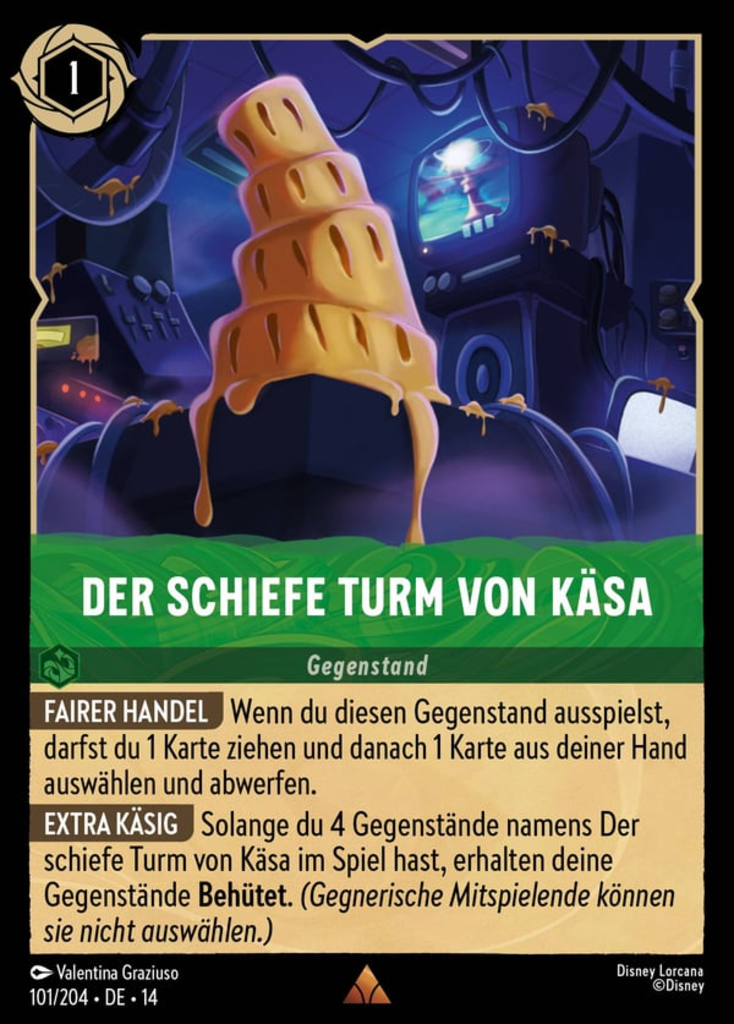 1
DER SCHIEFE TURM VON KÄSA
Gegenstand
FAIRER HANDEL Wenn du diesen Gegenstand ausspielst,
darfst du 1 Karte ziehen und danach 1 Karte aus deiner Hand
auswählen und abwerfen.
EXTRA KÄSIG Solange du 4 Gegenstände namens Der
schiefe Turm von Käsa im Spiel hast, erhalten deine
Gegenstände Behütet. (Gegnerische Mitspielende können
sie nicht auswählen.)
Valentina Graziuso
Disney Lorcana
101/204 • DE • 14
©Disney